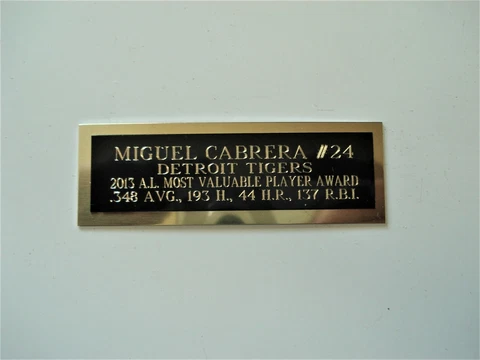 MIGUEL CABRERA #24
DETROIT TIGERS
2013 A.L. MOST VALUABLE PLAYER AWARD
.348 AVG., 193 H., 44 H.R., 137 R.B.I.